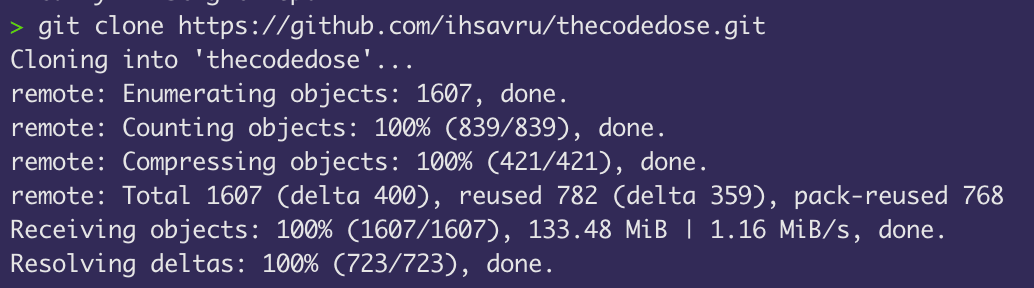 > git clone https://github.com/ihsavru/thecodedose.git
Cloning into 'thecodedose'...
remote: Enumerating objects: 1607, done.
remote: Counting objects: 100% (839/839), done.
remote: Compressing objects: 100% (421/421), done.
remote: Total 1607 (delta 400), reused 782 (delta 359), pack-reused 768
Receiving objects: 100% (1607/1607), 133.48 MiB | 1.16 MiB/s, done.
Resolving deltas: 100% (723/723), done.